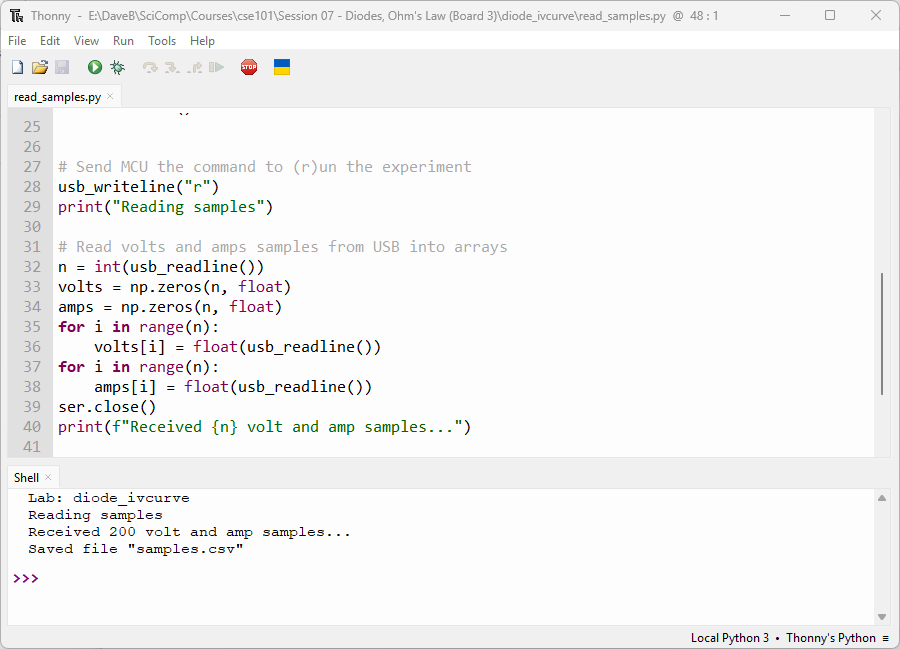 Thonny - E:\DaveB\SciComp\Courses\cse101\Session 07 - Diodes, Ohm's Law (Board 3)\diode_ivcurve\read_samples.py @ 48 : 1
File Edit View Run Tools Help
STOP
read_samples.py ×
25
26
27 # Send MCU the command to (r)un the experiment
28 usb_writeline("r")
29 print("Reading samples")
30
31 # Read volts and amps samples from USB into arrays
32 n = int(usb_readline())
33 volts = np.zeros(n, float)
34 amps = np.zeros(n, float)
35 for i in range(n):
36     volts[i] = float(usb_readline())
37 for i in range(n):
38     amps[i] = float(usb_readline())
39 ser.close()
40 print(f"Received {n} volt and amp samples...")
41
Shell ×
Lab: diode_ivcurve
Reading samples
Received 200 volt and amp samples...
Saved file "samples.csv"
>>>
Local Python 3 • Thonny's Python ≡